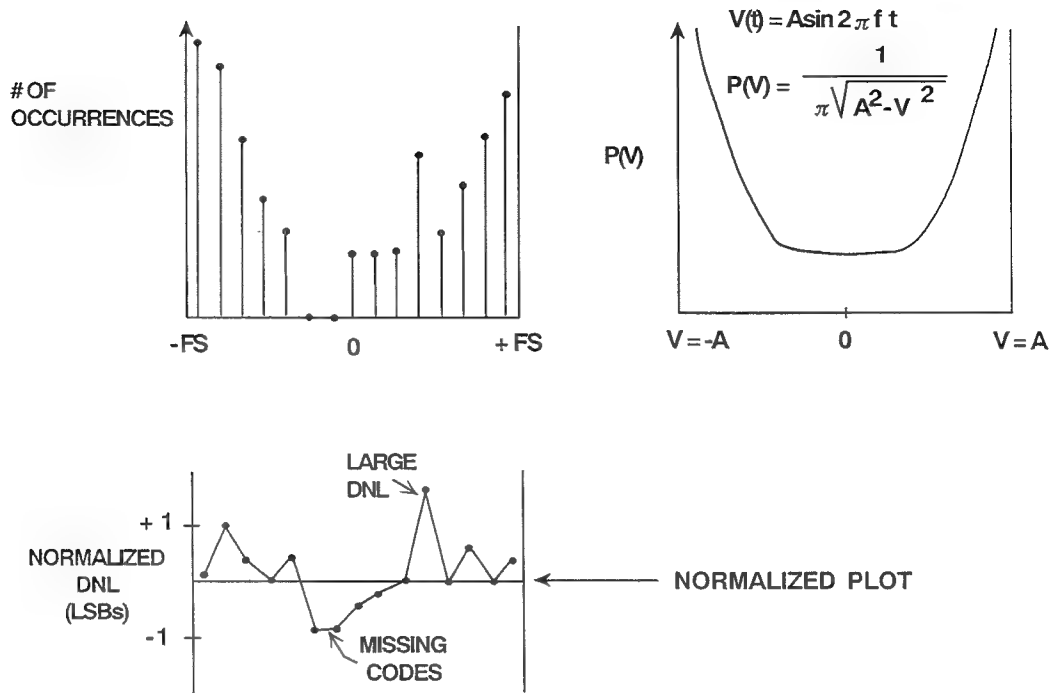 # OF
OCCURRENCES
-FS
0
+ FS
V(t) = Asin 2 π f t
P(V) = 1 / π√A²-V²
P(V)
V = -A
0
V = A
LARGE
DNL
+ 1
NORMALIZED
DNL
(LSBs)
-1
MISSING
CODES
NORMALIZED PLOT